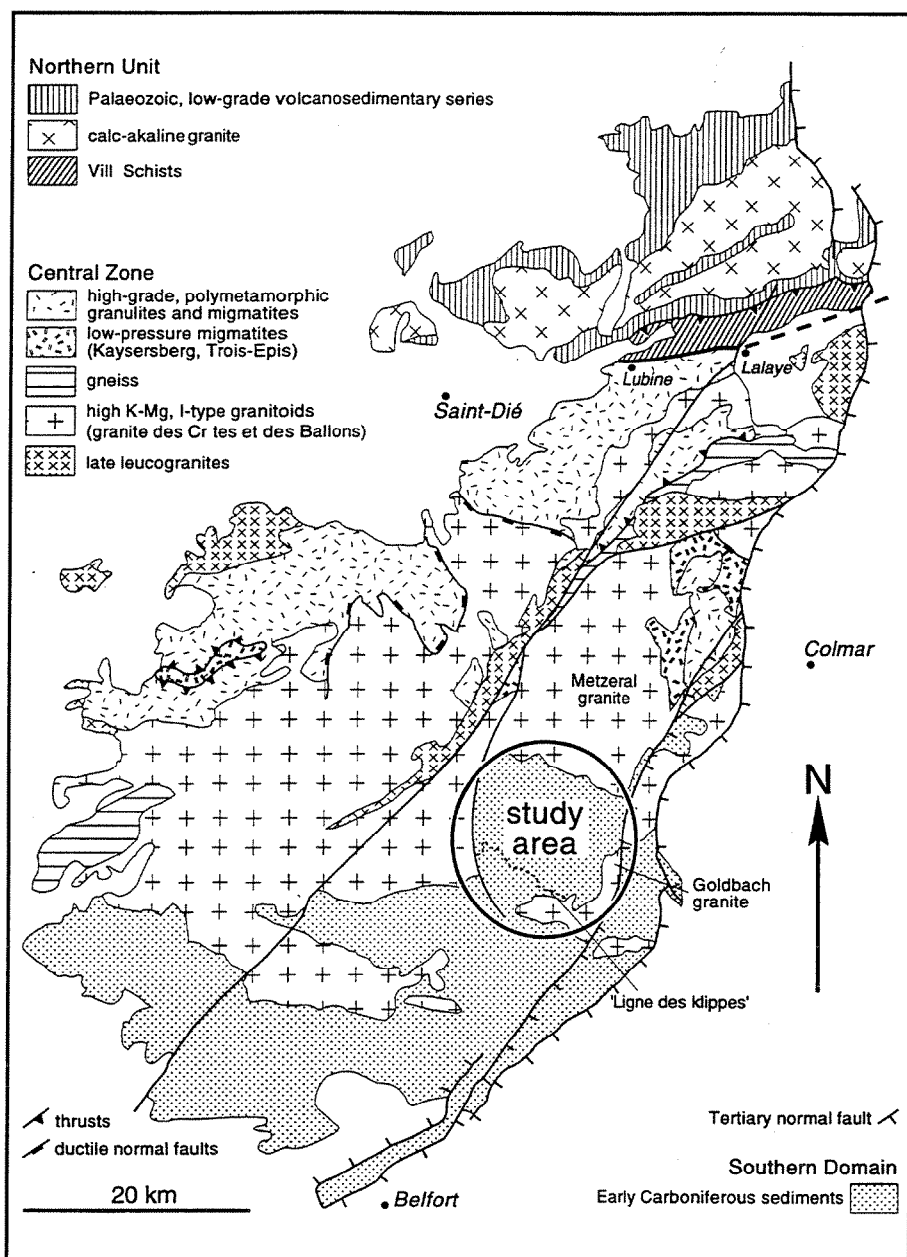 Northern Unit
Palaeozoic, low-grade volcanosedimentary series
calc-akaline granite
Vill Schists
Central Zone
high-grade, polymetamorphic
granulites and migmatites
low-pressure migmatites
(Kaysersberg, Trois-Epis)
gneiss
high K-Mg, I-type granitoids
(granite des Cr tes et des Ballons)
late leucogranites
Lubine
Lalaye
Saint-Dié
Colmar
Metzeral
granite
study
area
N
Goldbach
granite
'Ligne des klippes'
thrusts
ductile normal faults
20 km
Belfort
Tertiary normal fault
Southern Domain
Early Carboniferous sediments